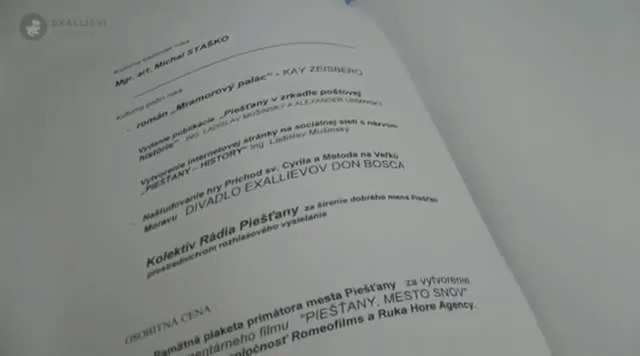 EXALLIEVI
Mgr. art. Michal STAŠKO
román „Mramorový palác" - KAY ZEISBERG
Vydanie publikácie „Piešťany v zrkadle poštovej
histórie" ING LADISLAV MUŠINSKÝ A ALEXANDER URMINSKÝ
Vytvorenie internetovej stránky na sociálnej sieti s názvom
„PIEŠŤANY – HISTORY" Ing Ladislav Mušinský
Naštudovanie hry Príchod sv. Cyrila a Metoda na Veľkú
Moravu DIVADLO EXALLIEVOV DON BOSCA
Kolektív Rádia Piešťany za šírenie dobrého mena Piešťan
prostredníctvom rozhlasového vysielania
OSOBITNÁ CENA
Pamätná plaketa primátora mesta Piešťany za vytvorenie
filmu "PIEŠŤANY, MESTO SNOV"
Romeofilms a Ruka Hore Agency.